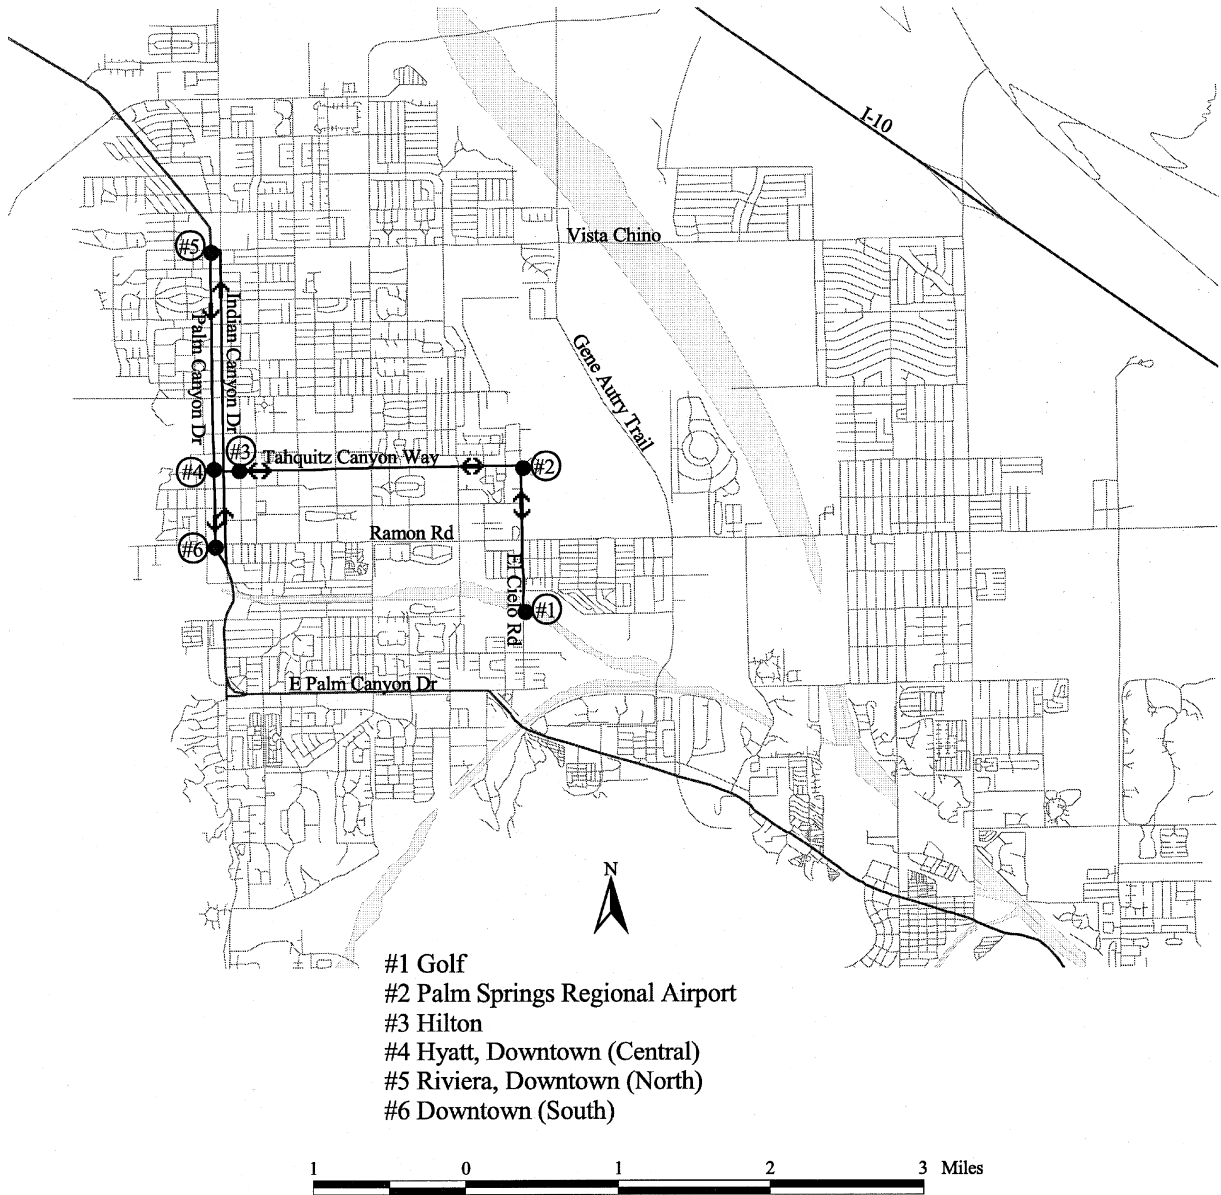 I-10
Vista Chino
#5
Indian Canyon Dr
Palm Canyon Dr
Gene Autry Trail
#3
Tahquitz Canyon Way
#4
#2
Ramon Rd
#6
El Cielo Rd
#1
E Palm Canyon Dr
N
#1 Golf
#2 Palm Springs Regional Airport
#3 Hilton
#4 Hyatt, Downtown (Central)
#5 Riviera, Downtown (North)
#6 Downtown (South)
1 0 1 2 3 Miles